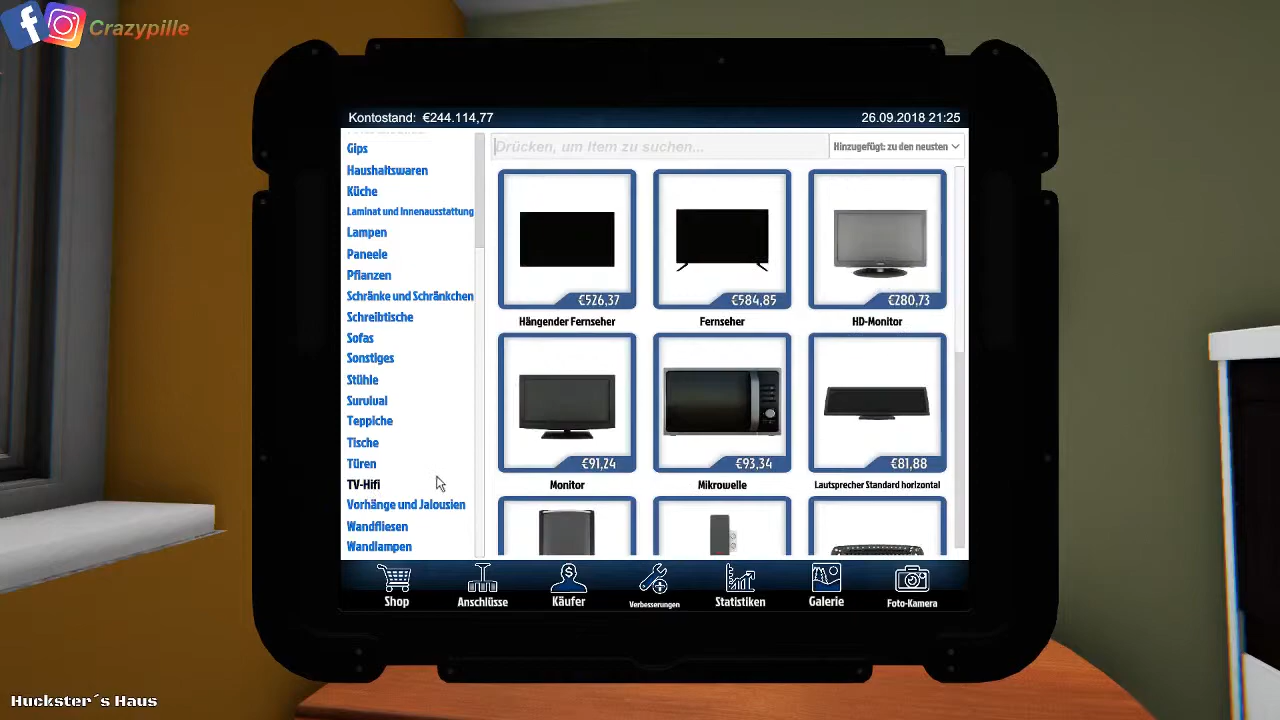 Crazypille
Kontostand: €244.114,77
26.09.2018 21:25
Gips
Haushaltswaren
Küche
Laminat und Innenausstattung
Lampen
Paneele
Pflanzen
Schränke und Schränkchen
Schreibtische
Sofas
Sonstiges
Stühle
Survival
Teppiche
Tische
Türen
TV-Hifi
Vorhänge und Jalousien
Wandfliesen
Wandlampen
Drücken, um Item zu suchen...
Hinzugefügt: zu den neusten
€526,37
€584,85
€280,73
Hängender Fernseher
Fernseher
HD-Monitor
€91,24
€93,34
€81,88
Monitor
Mikrowelle
Lautsprecher Standard horizontal
Shop
Anschlüsse
Käufer
Verbesserungen
Statistiken
Galerie
Foto-Kamera
Huckster´s Haus